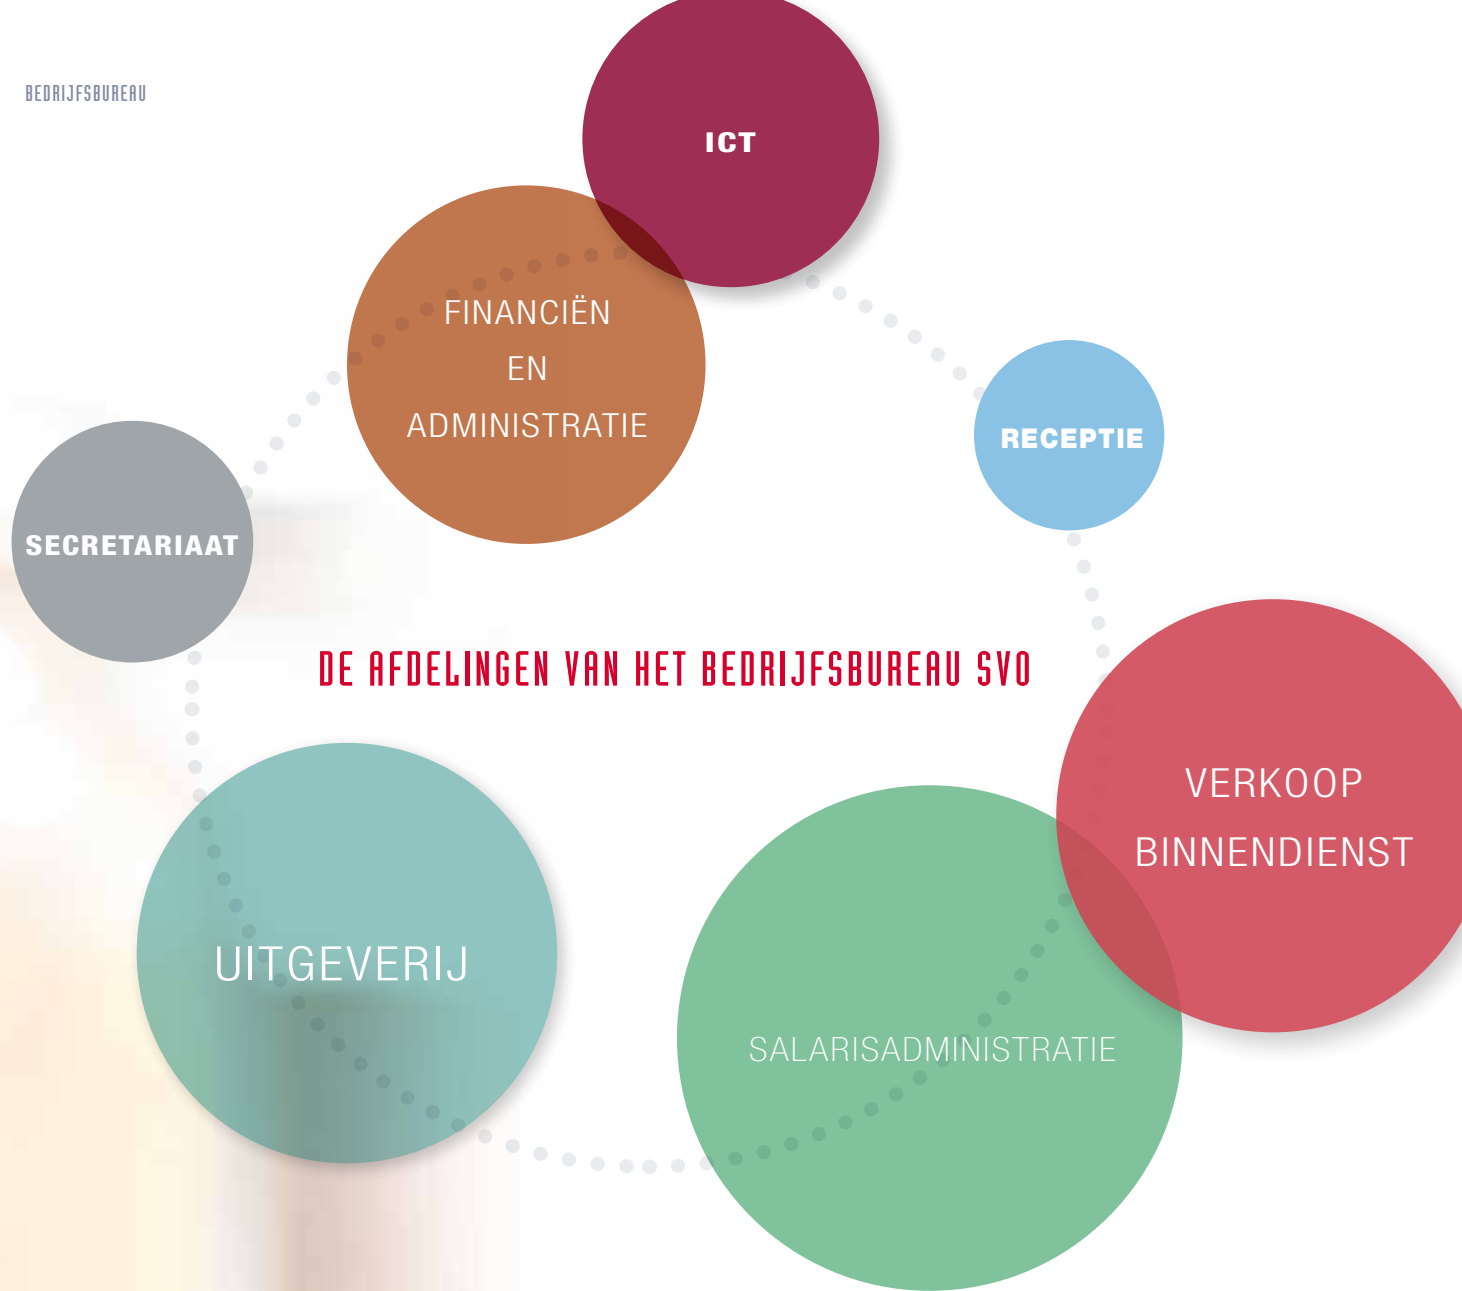 BEDRIJFSBUREAU
ICT
FINANCIËN
EN
ADMINISTRATIE
RECEPTIE
SECRETARIAAT
DE AFDELINGEN VAN HET BEDRIJFSBUREAU SVO
VERKOOP
BINNENDIENST
UITGEVERIJ
SALARISADMINISTRATIE